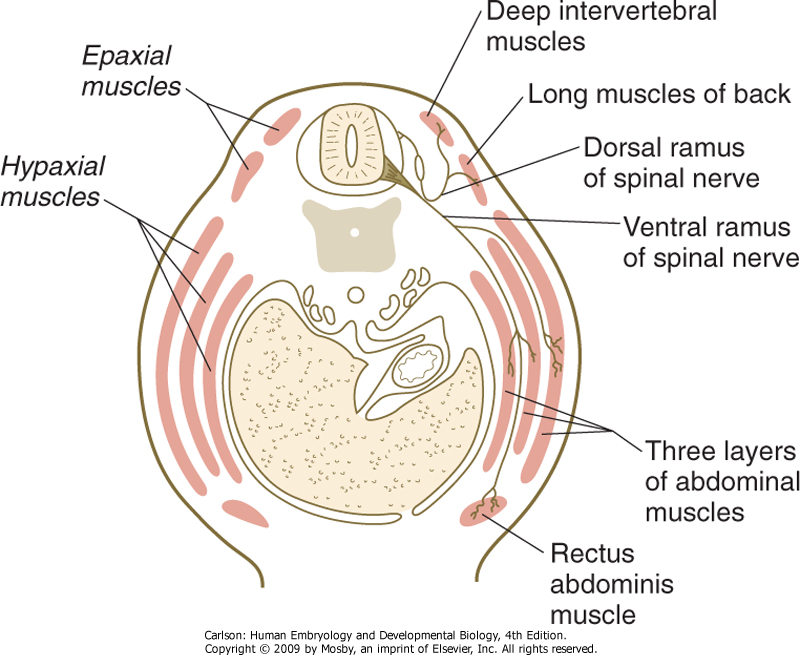 Epaxial
muscles
Hypaxial
muscles
Deep intervertebral
muscles
Long muscles of back
Dorsal ramus
of spinal nerve
Ventral ramus
of spinal nerve
Three layers
of abdominal
muscles
Rectus
abdominis
muscle
Carlson: Human Embryology and Developmental Biology, 4th Edition.
Copyright © 2009 by Mosby, an imprint of Elsevier, Inc. All rights reserved.